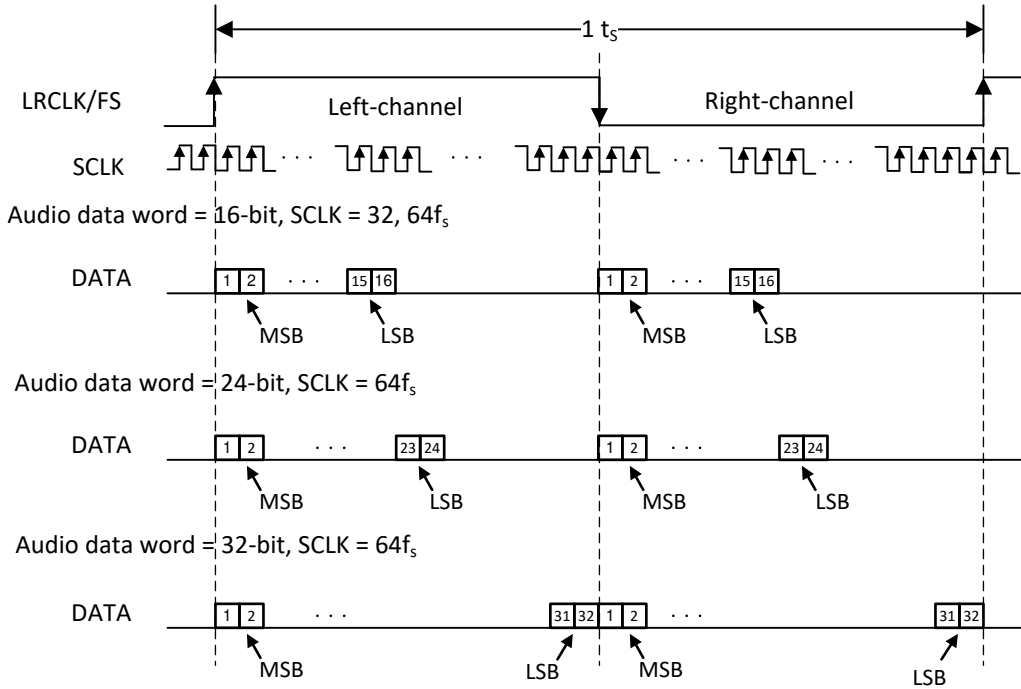 1 tS
LRCLK/FS
Left-channel
Right-channel
SCLK
. . .
. . .
. . .
. . .
Audio data word = 16-bit, SCLK = 32, 64fs
DATA
1 2 . . . 15 16 1 2 . . . 15 16
MSB LSB MSB LSB
Audio data word = 24-bit, SCLK = 64fs
DATA
1 2 . . . 23 24 1 2 . . . 23 24
MSB LSB MSB LSB
Audio data word = 32-bit, SCLK = 64fs
DATA
1 2 . . . 31 32 1 2 . . . 31 32
MSB LSB MSB LSB